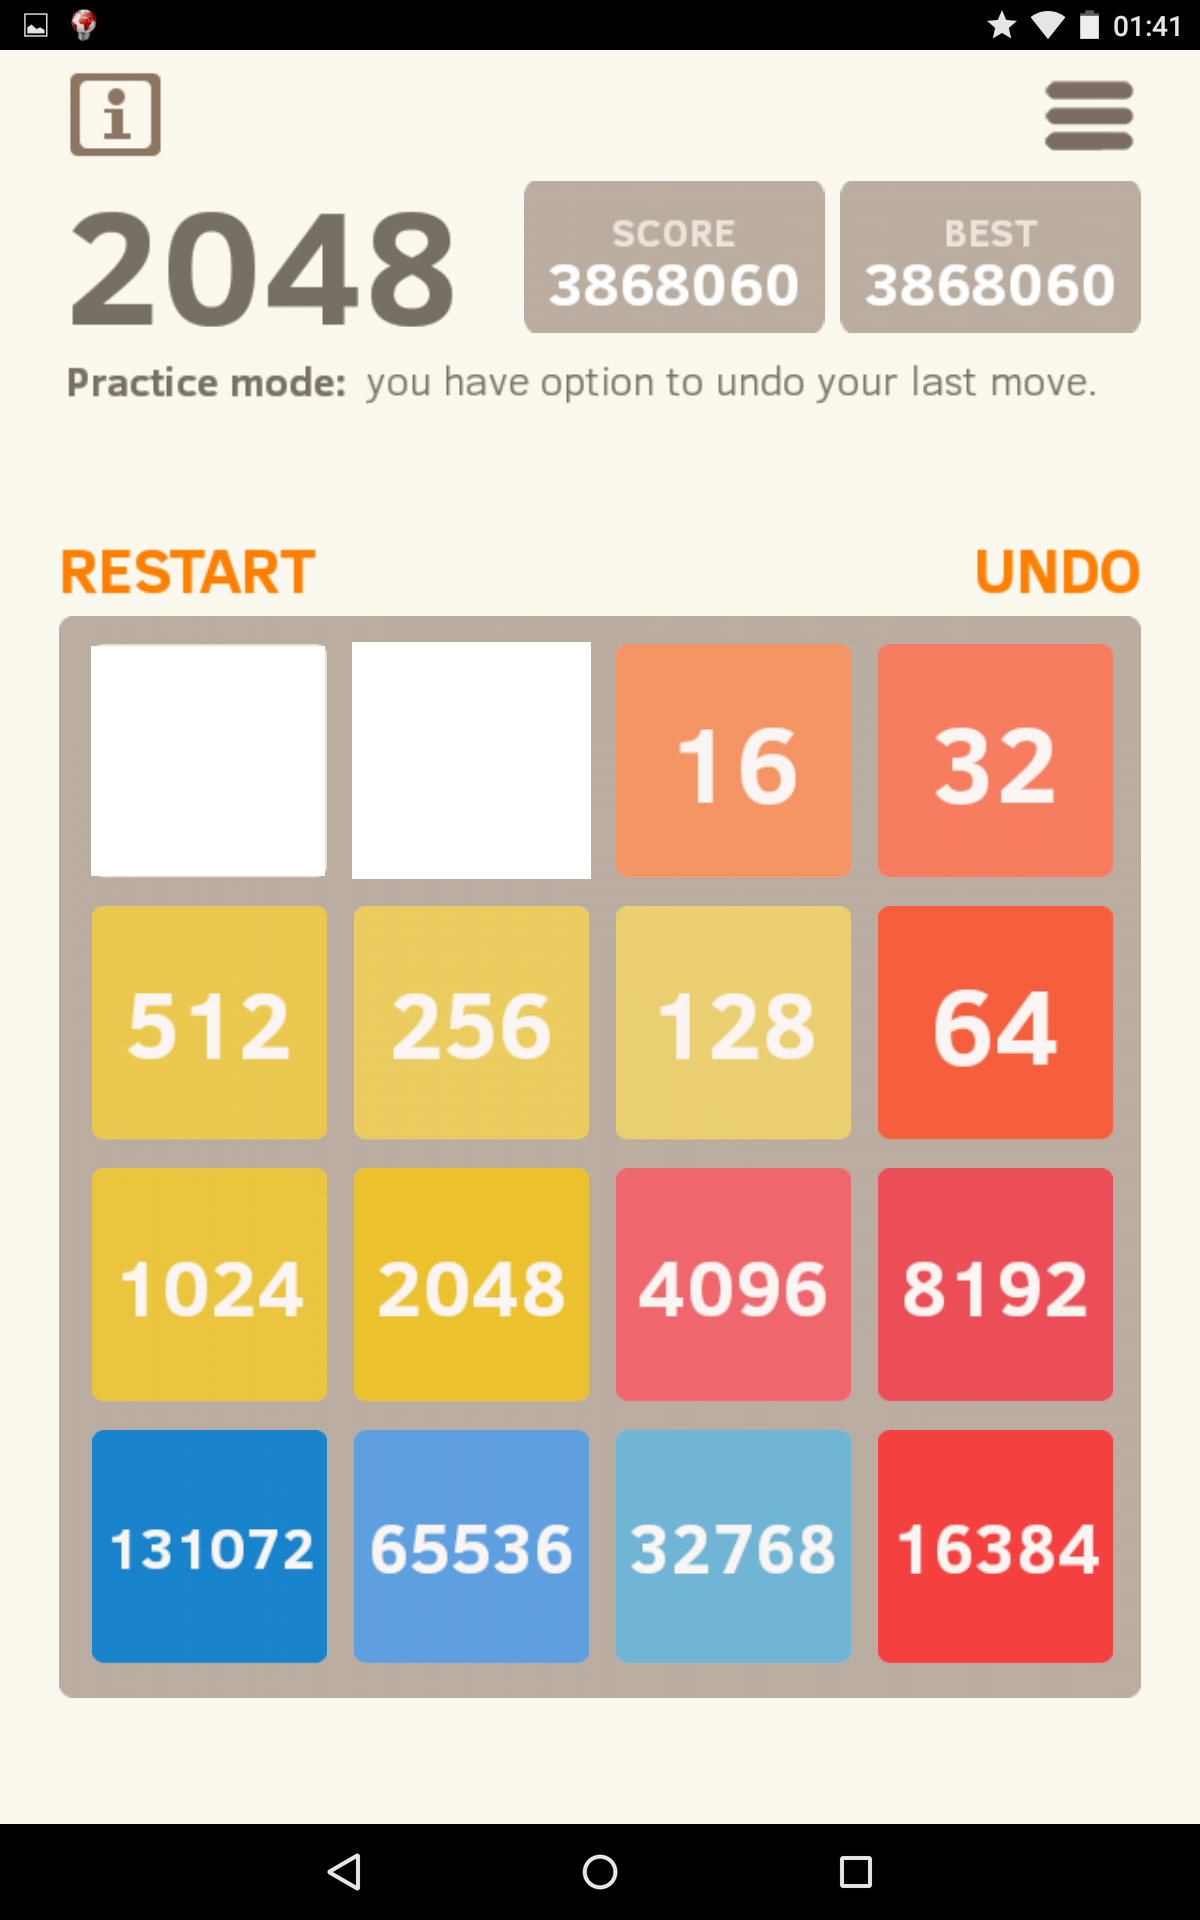 01:41
i
2048
SCORE
3868060
BEST
3868060
Practice mode: you have option to undo your last move.
RESTART UNDO
16 32
512 256 128 64
1024 2048 4096 8192
131072 65536 32768 16384